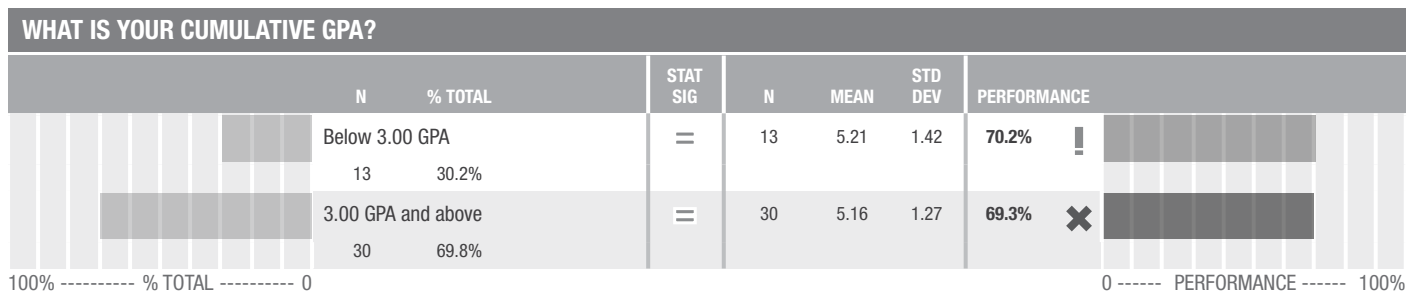 WHAT IS YOUR CUMULATIVE GPA?
N % TOTAL STAT SIG N MEAN STD DEV PERFORMANCE
Below 3.00 GPA = 13 5.21 1.42 70.2% !
13 30.2%
3.00 GPA and above = 30 5.16 1.27 69.3% ✖
30 69.8%
100% ---------- % TOTAL ---------- 0 0 ------ PERFORMANCE ------ 100%